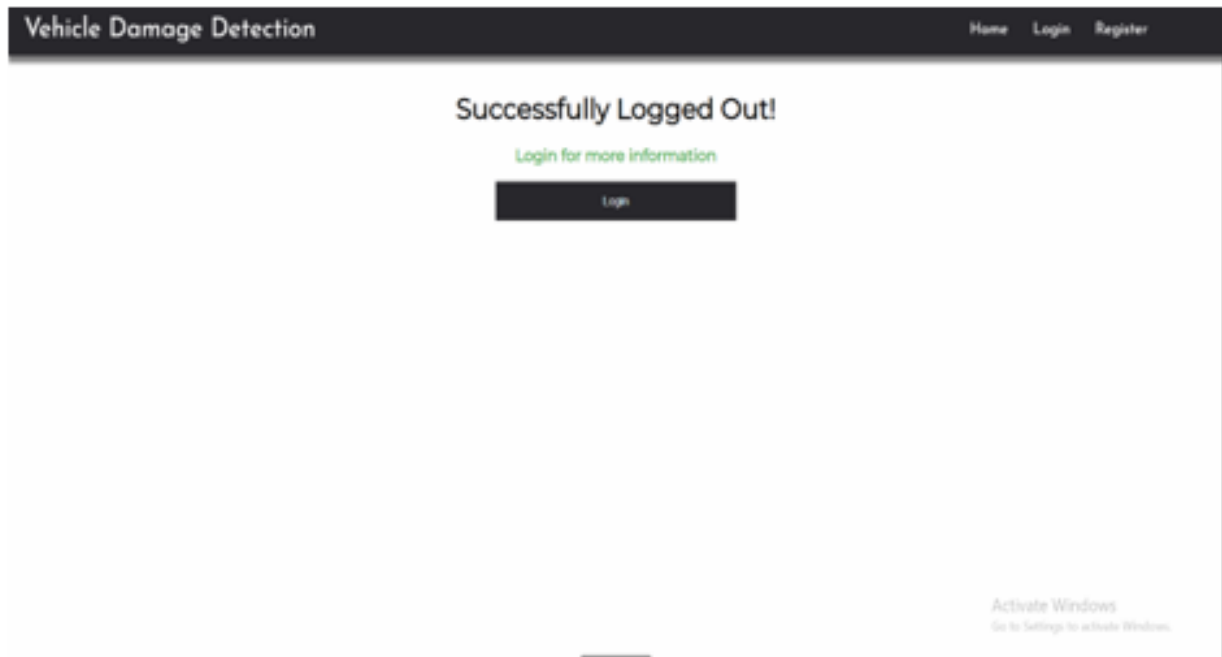 Vehicle Damage Detection
Home Login Register
Successfully Logged Out!
Login for more information
Login
Activate Windows
Go to Settings to activate Windows.